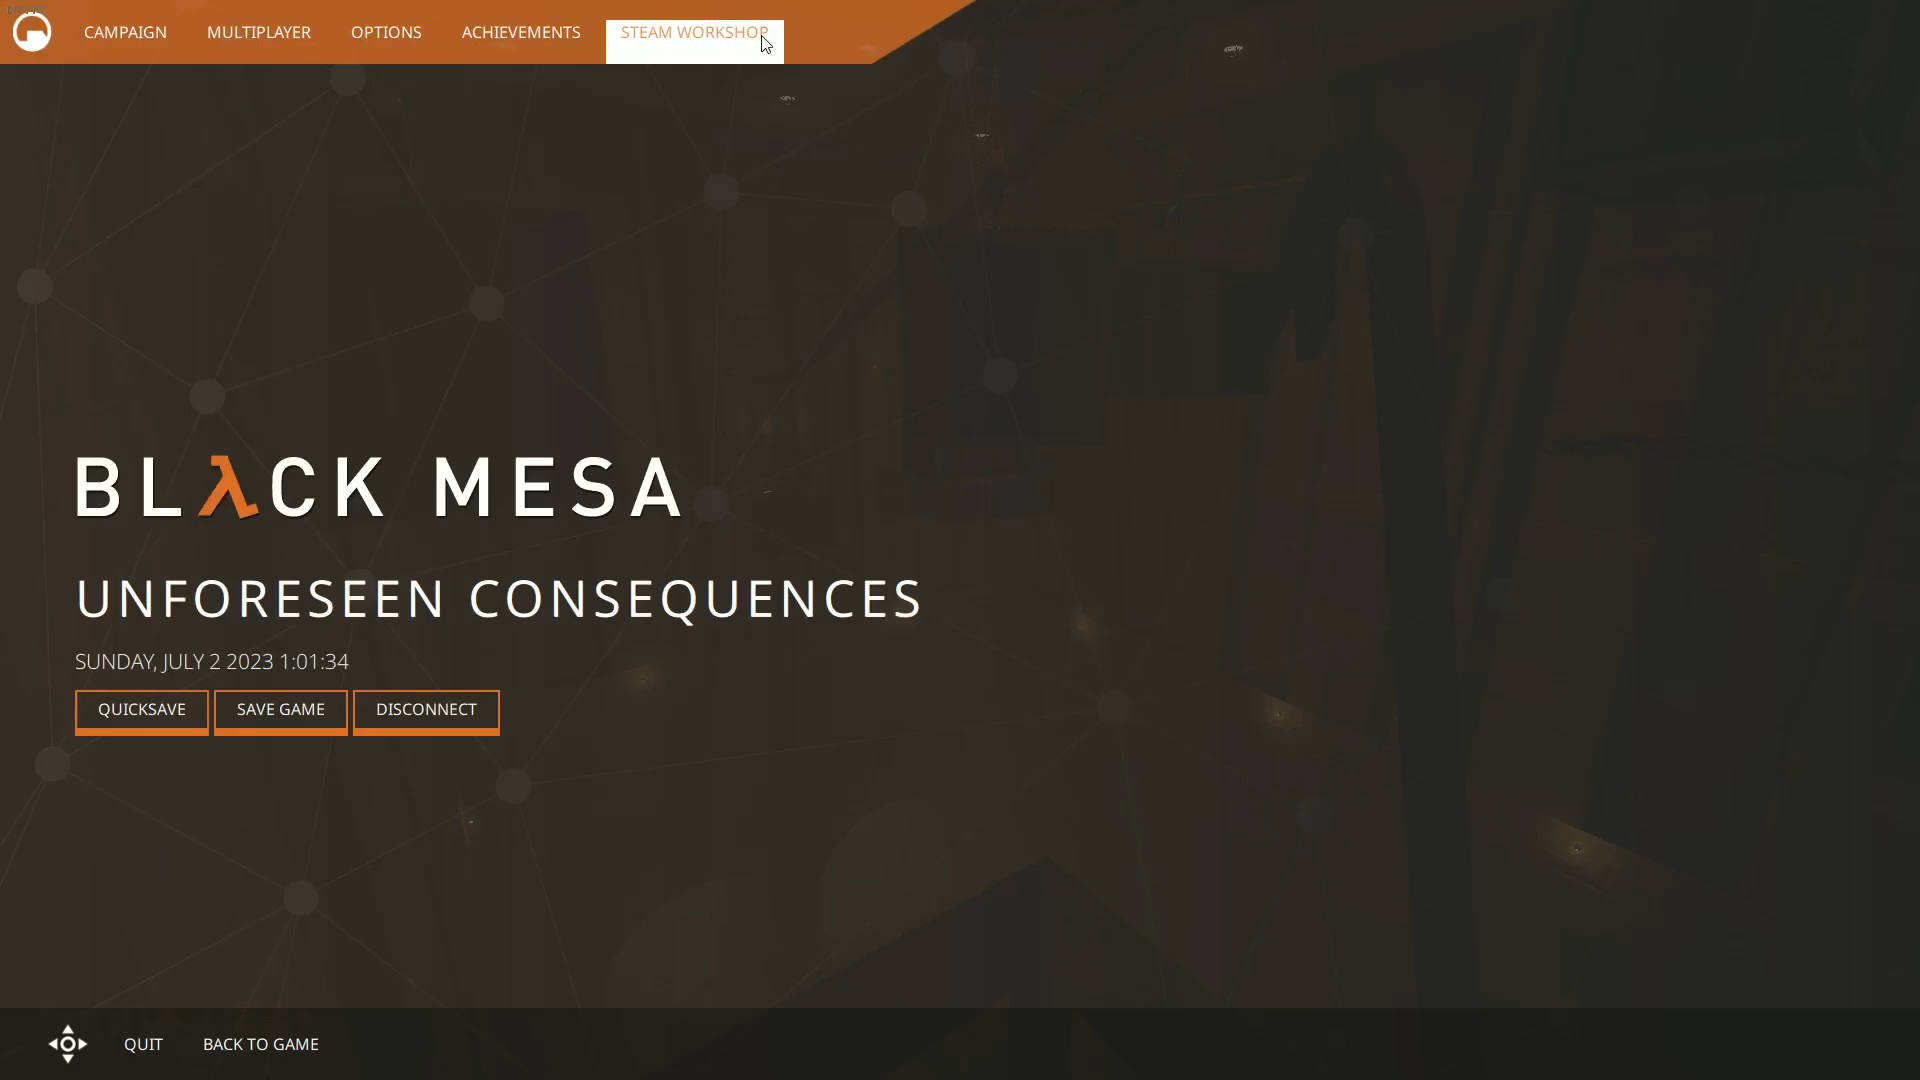 CAMPAIGN MULTIPLAYER OPTIONS ACHIEVEMENTS STEAM WORKSHOP
BLλCK MESA
UNFORESEEN CONSEQUENCES
SUNDAY, JULY 2 2023 1:01:34
QUICKSAVE SAVE GAME DISCONNECT
QUIT BACK TO GAME